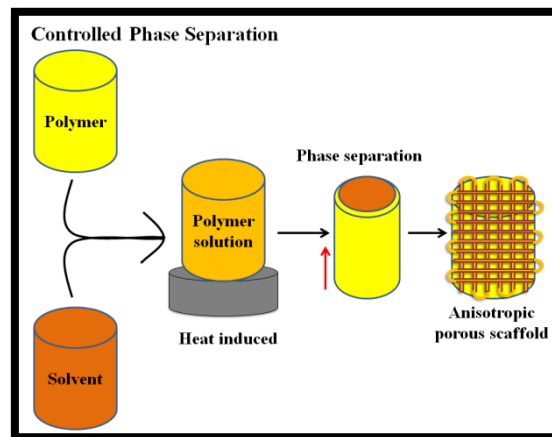 Controlled Phase Separation
Polymer
Phase separation
Polymer
solution
Solvent
Heat induced
Anisotropic
porous scaffold